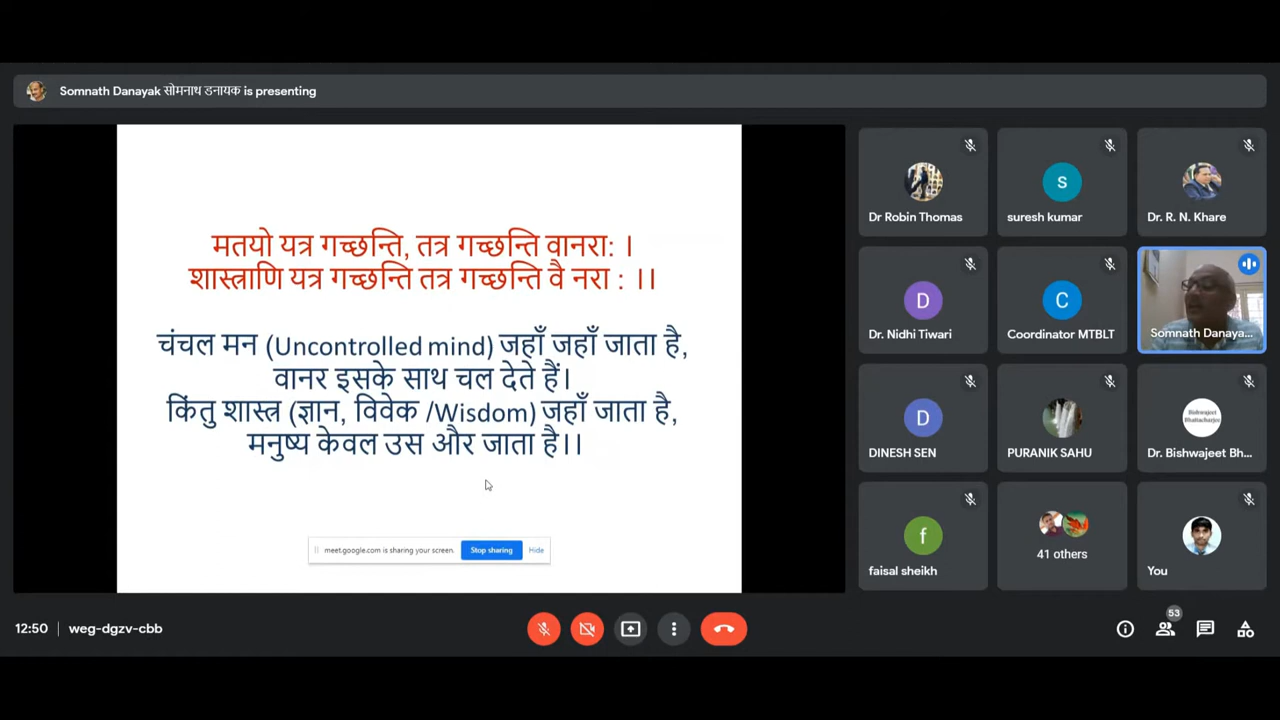 Somnath Danayak सोमनाथ डनायक is presenting
मतयो यत्र गच्छन्ति, तत्र गच्छन्ति वानरा: ।
शास्त्राणि यत्र गच्छन्ति तत्र गच्छन्ति वै नरा : ।।
चंचल मन (Uncontrolled mind) जहाँ जहाँ जाता है,
वानर इसके साथ चल देते हैं।
किंतु शास्त्र (ज्ञान, विवेक /Wisdom) जहाँ जाता है,
मनुष्य केवल उस और जाता है।।
meet.google.com is sharing your screen.
Stop sharing
Hide
Dr Robin Thomas
s
suresh kumar
Dr. R. N. Khare
D
Dr. Nidhi Tiwari
C
Coordinator MTBLT
Somnath Danaya...
D
DINESH SEN
PURANIK SAHU
Bishwajeet
Bhattacharjee
Dr. Bishwajeet Bh...
f
faisal sheikh
41 others
You
12:50 | weg-dgzv-cbb
53